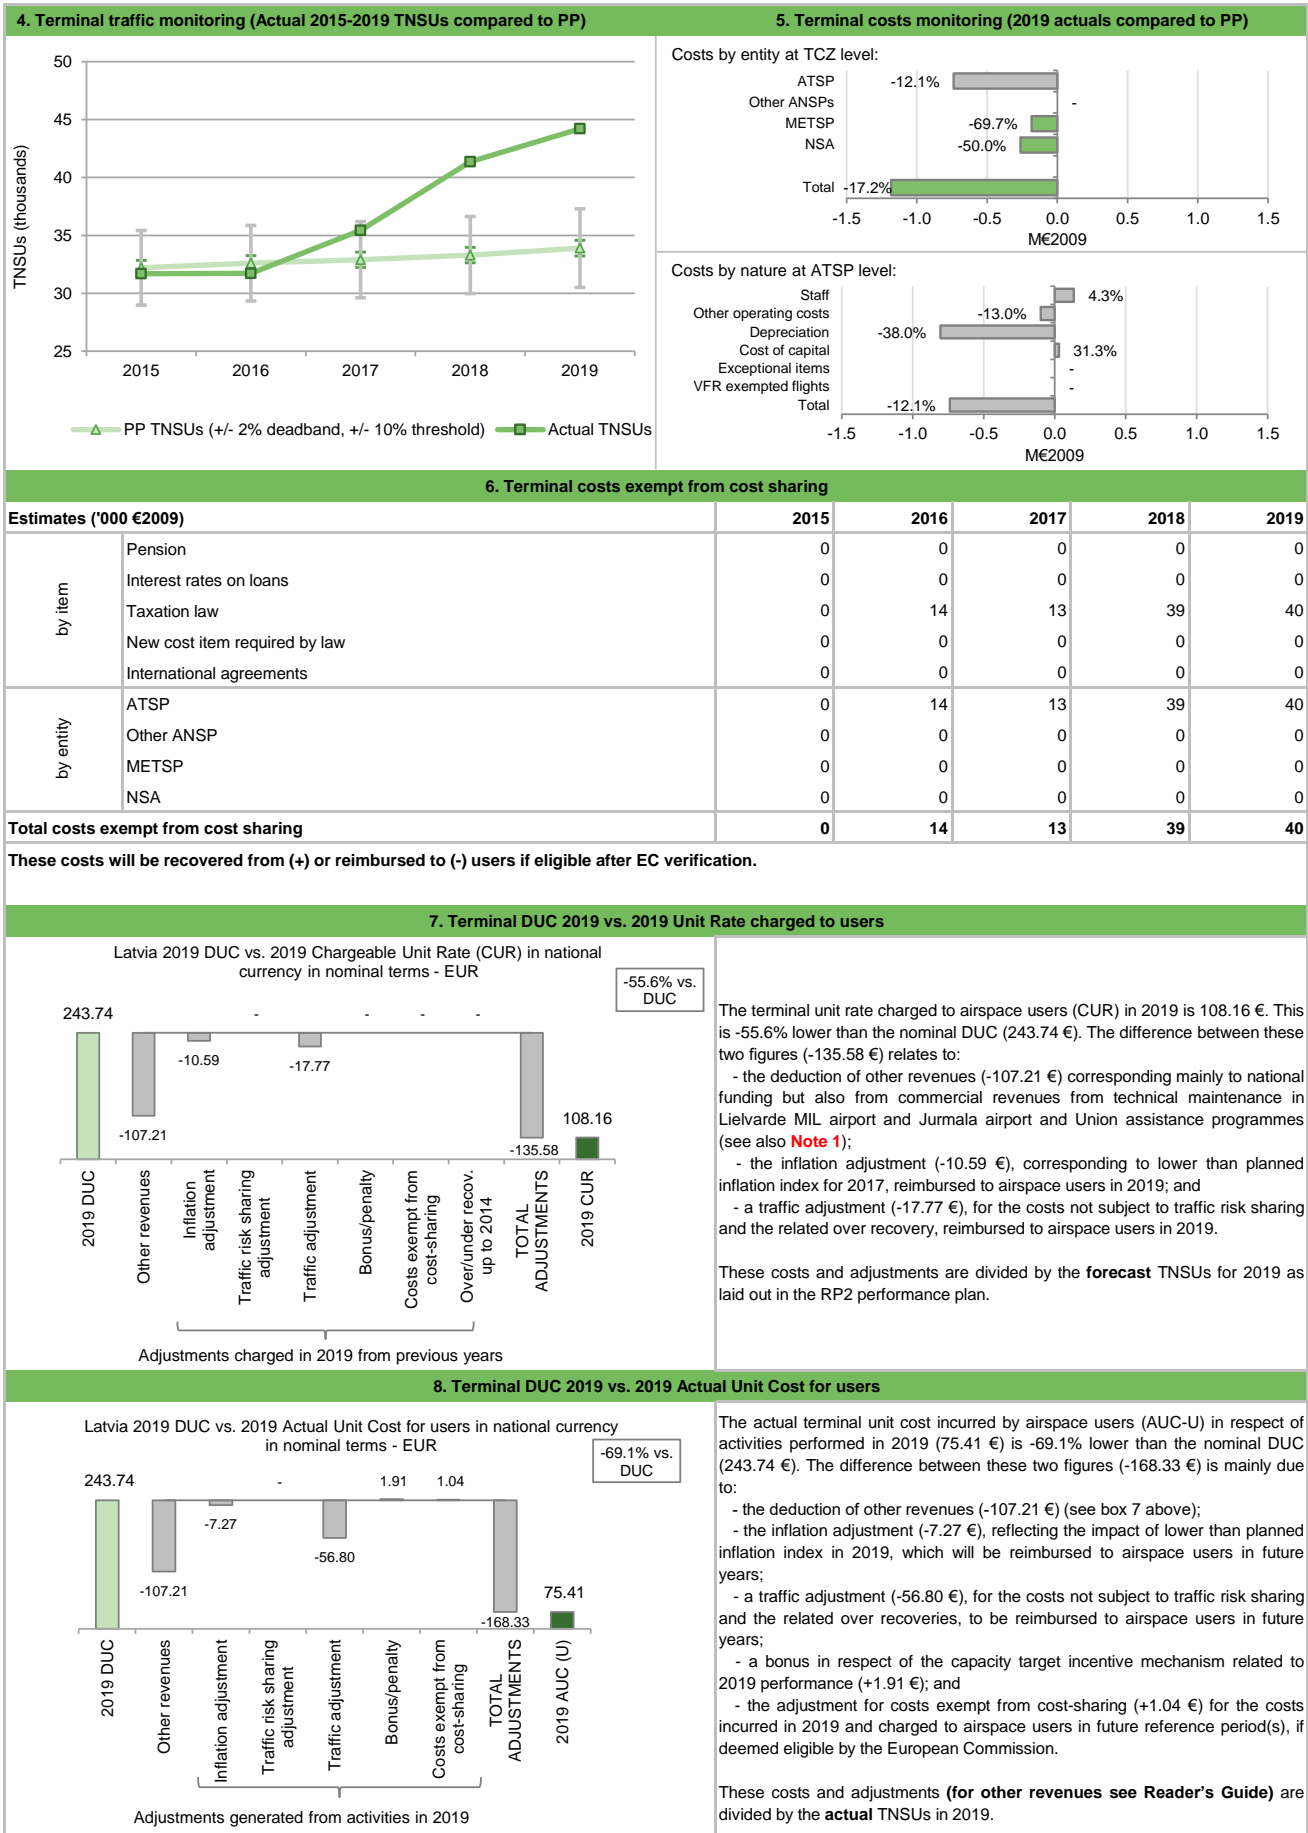 4. Terminal traffic monitoring (Actual 2015-2019 TNSUs compared to PP)
50
45
40
35
30
25
TNSUs (thousands)
2015 2016 2017 2018 2019
PP TNSUs (+/- 2% deadband, +/- 10% threshold) Actual TNSUs
5. Terminal costs monitoring (2019 actuals compared to PP)
Costs by entity at TCZ level:
ATSP -12.1%
Other ANSPs -
METSP -69.7%
NSA -50.0%
Total -17.2%
-1.5 -1.0 -0.5 0.0 0.5 1.0 1.5
M€2009
Costs by nature at ATSP level:
Staff 4.3%
Other operating costs -13.0%
Depreciation -38.0%
Cost of capital 31.3%
Exceptional items -
VFR exempted flights -
Total -12.1%
-1.5 -1.0 -0.5 0.0 0.5 1.0 1.5
M€2009
6. Terminal costs exempt from cost sharing
Estimates ('000 €2009) 2015 2016 2017 2018 2019
by item
Pension 0 0 0 0 0
Interest rates on loans 0 0 0 0 0
Taxation law 0 14 13 39 40
New cost item required by law 0 0 0 0 0
International agreements 0 0 0 0 0
by entity
ATSP 0 14 13 39 40
Other ANSP 0 0 0 0 0
METSP 0 0 0 0 0
NSA 0 0 0 0 0
Total costs exempt from cost sharing 0 14 13 39 40
These costs will be recovered from (+) or reimbursed to (-) users if eligible after EC verification.
7. Terminal DUC 2019 vs. 2019 Unit Rate charged to users
Latvia 2019 DUC vs. 2019 Chargeable Unit Rate (CUR) in national
currency in nominal terms - EUR
-55.6% vs.
DUC
243.74
-107.21
-10.59
-
-17.77
-
-
-
-135.58
108.16
2019 DUC
Other revenues
Inflation
adjustment
Traffic risk sharing
adjustment
Traffic adjustment
Bonus/penalty
Costs exempt from
cost-sharing
Over/under recov.
up to 2014
TOTAL
ADJUSTMENTS
2019 CUR
Adjustments charged in 2019 from previous years
The terminal unit rate charged to airspace users (CUR) in 2019 is 108.16 €. This
is -55.6% lower than the nominal DUC (243.74 €). The difference between these
two figures (-135.58 €) relates to:
- the deduction of other revenues (-107.21 €) corresponding mainly to national
funding but also from commercial revenues from technical maintenance in
Lielvarde MIL airport and Jurmala airport and Union assistance programmes
(see also Note 1);
- the inflation adjustment (-10.59 €), corresponding to lower than planned
inflation index for 2017, reimbursed to airspace users in 2019; and
- a traffic adjustment (-17.77 €), for the costs not subject to traffic risk sharing
and the related over recovery, reimbursed to airspace users in 2019.
These costs and adjustments are divided by the forecast TNSUs for 2019 as
laid out in the RP2 performance plan.
8. Terminal DUC 2019 vs. 2019 Actual Unit Cost for users
Latvia 2019 DUC vs. 2019 Actual Unit Cost for users in national currency
in nominal terms - EUR
-69.1% vs.
DUC
243.74
-107.21
-7.27
-
-56.80
1.91
1.04
-168.33
75.41
2019 DUC
Other revenues
Inflation adjustment
Traffic risk sharing
adjustment
Traffic adjustment
Bonus/penalty
Costs exempt from
cost-sharing
TOTAL
ADJUSTMENTS
2019 AUC (U)
Adjustments generated from activities in 2019
The actual terminal unit cost incurred by airspace users (AUC-U) in respect of
activities performed in 2019 (75.41 €) is -69.1% lower than the nominal DUC
(243.74 €). The difference between these two figures (-168.33 €) is mainly due
to:
- the deduction of other revenues (-107.21 €) (see box 7 above);
- the inflation adjustment (-7.27 €), reflecting the impact of lower than planned
inflation index in 2019, which will be reimbursed to airspace users in future
years;
- a traffic adjustment (-56.80 €), for the costs not subject to traffic risk sharing
and the related over recoveries, to be reimbursed to airspace users in future
years;
- a bonus in respect of the capacity target incentive mechanism related to
2019 performance (+1.91 €); and
- the adjustment for costs exempt from cost-sharing (+1.04 €) for the costs
incurred in 2019 and charged to airspace users in future reference period(s), if
deemed eligible by the European Commission.
These costs and adjustments (for other revenues see Reader's Guide) are
divided by the actual TNSUs in 2019.